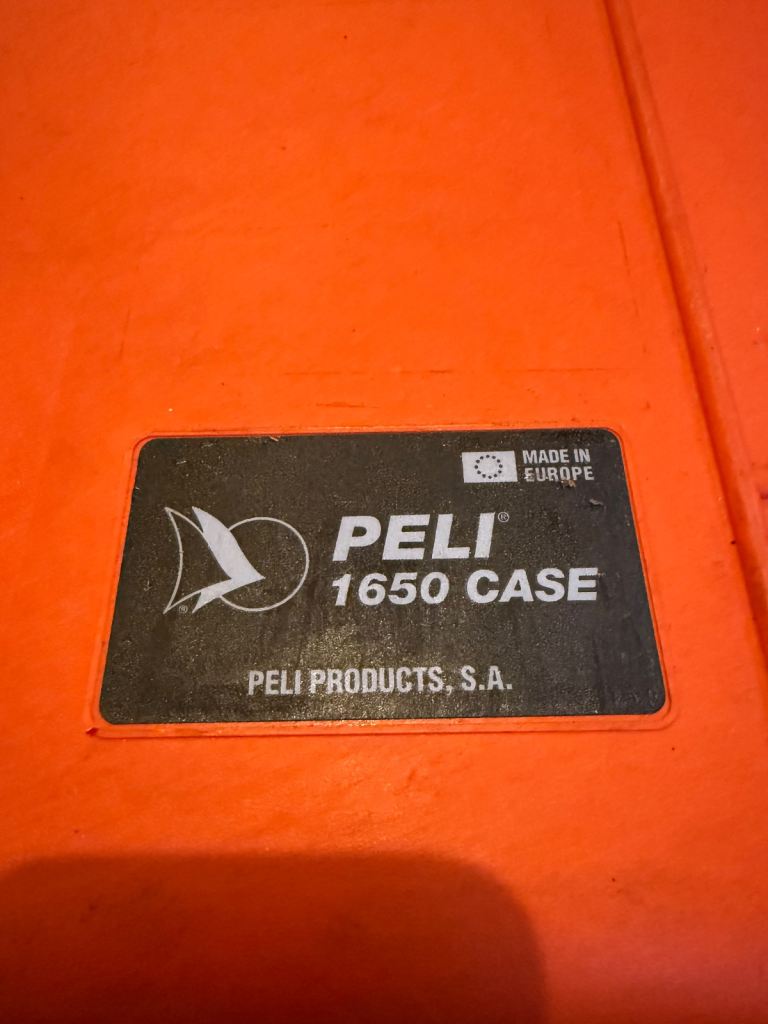 MADE IN
EUROPE
PELI®
1650 CASE
®
PELI PRODUCTS, S.A.